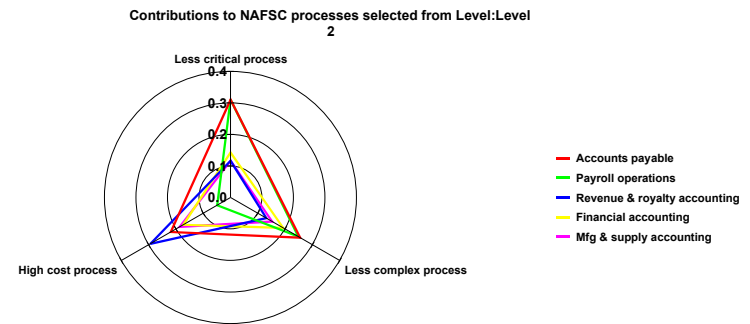 Contributions to NAFSC processes selected from Level:Level
2
Less critical process
0.4
0.3
0.2
0.1
0.0
High cost process
Less complex process
Accounts payable
Payroll operations
Revenue & royalty accounting
Financial accounting
Mfg & supply accounting